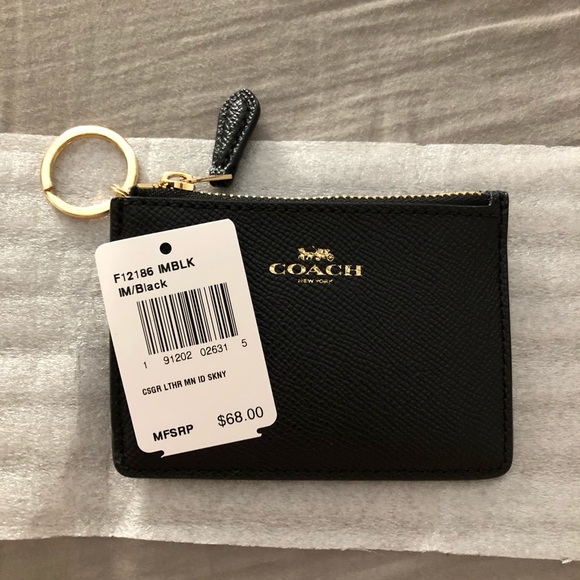 F12186 IMBLK
IM/Black
1 91202 02631 5
CSGR LTHR MN ID SKNY
MFSRP $68.00
COACH
NEW YORK